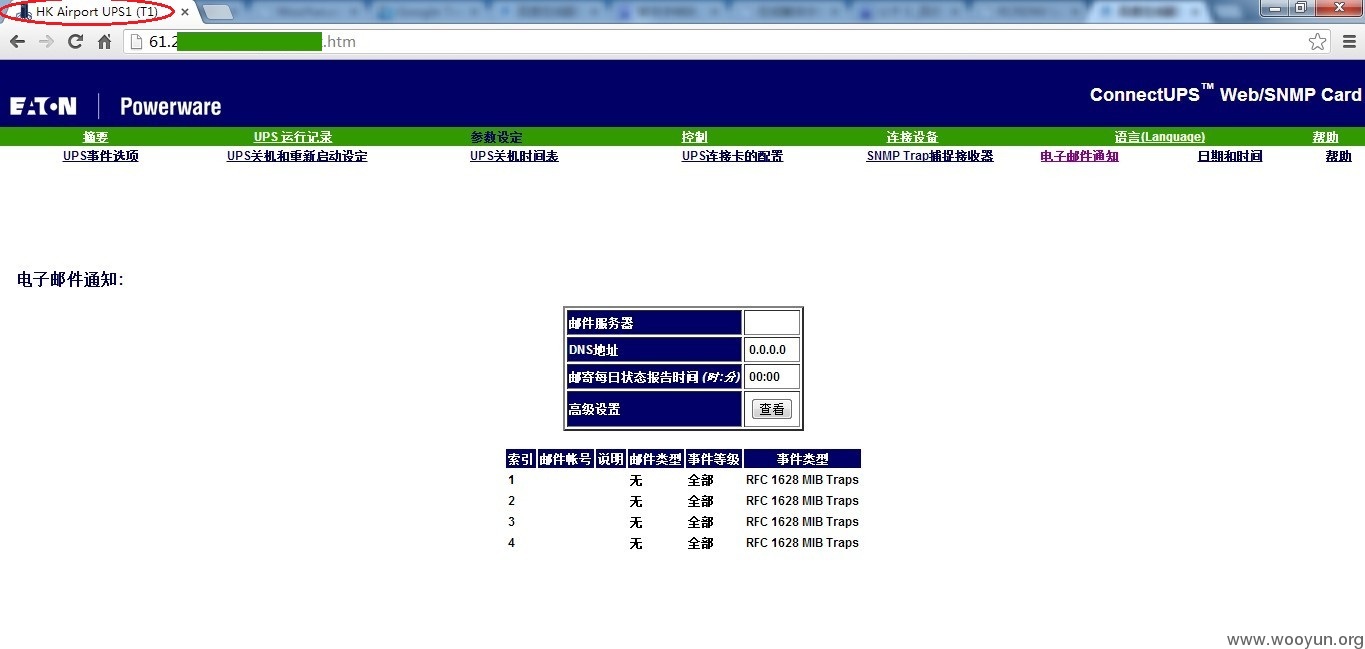 HK Airport UPS1 (T1)
61.2 .htm
EATON Powerware
ConnectUPS™ Web/SNMP Card
摘要 UPS 运行记录 参数设定 控制 连接设备 语言(Language) 帮助
UPS事件选项 UPS关机和重新启动设定 UPS关机时间表 UPS连接卡的配置 SNMP Trap捕捉接收器 电子邮件通知 日期和时间 帮助
电子邮件通知:
邮件服务器
DNS地址 0.0.0.0
邮寄每日状态报告时间 (时:分) 00:00
高级设置 查看
索引 邮件帐号 说明 邮件类型 事件等级 事件类型
1 无 全部 RFC 1628 MIB Traps
2 无 全部 RFC 1628 MIB Traps
3 无 全部 RFC 1628 MIB Traps
4 无 全部 RFC 1628 MIB Traps
www.wooyun.org